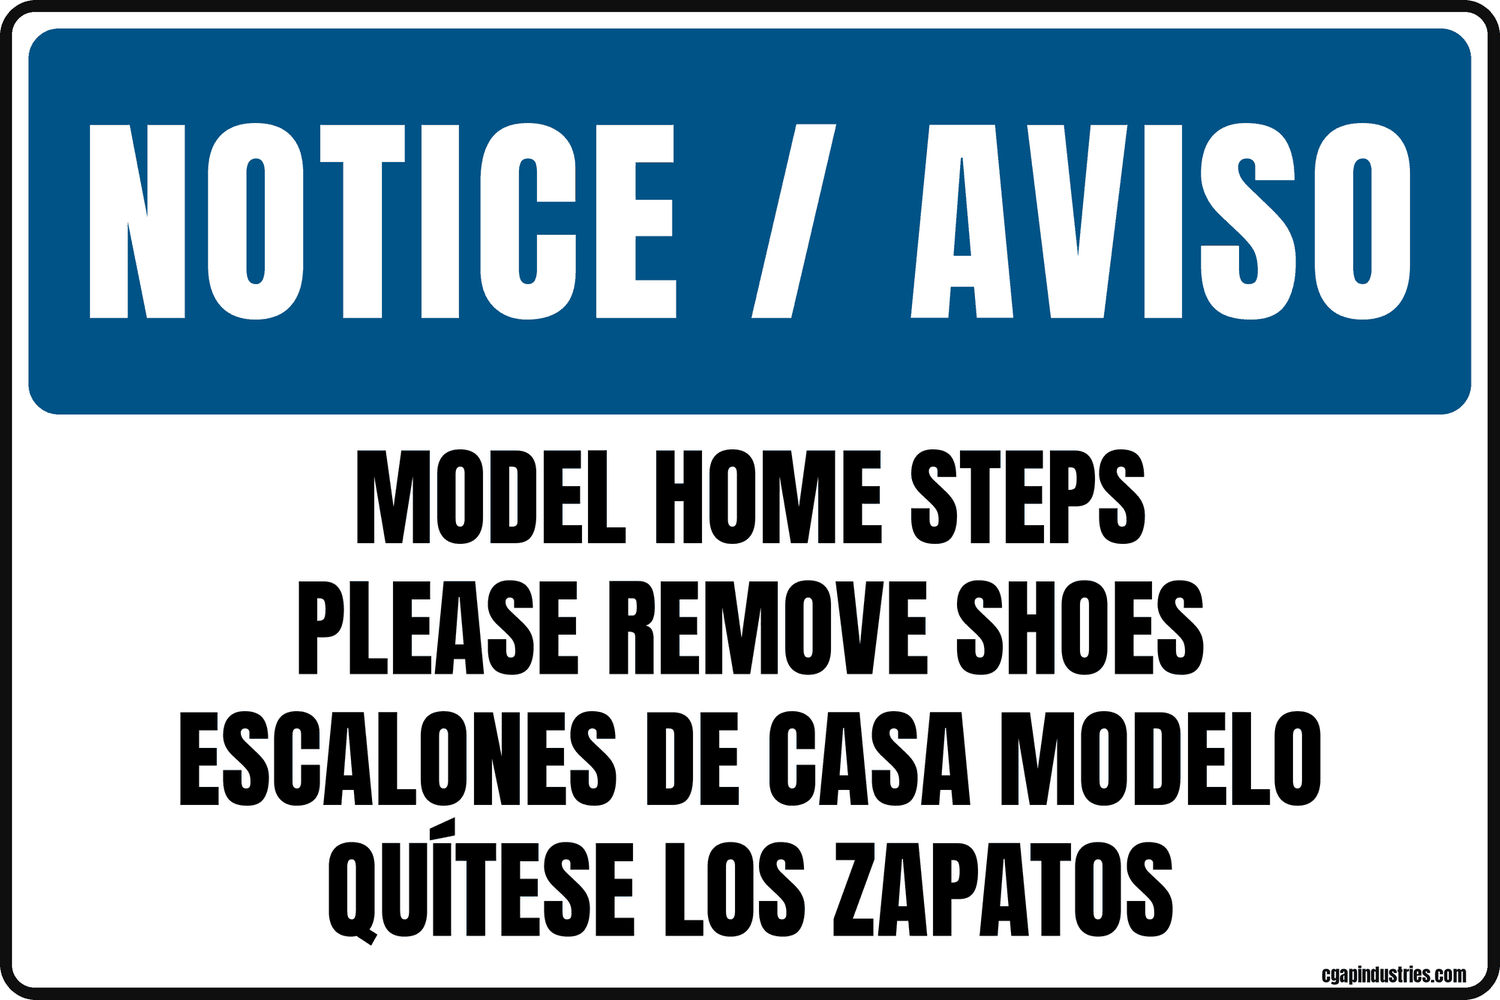 NOTICE / AVISO
MODEL HOME STEPS
PLEASE REMOVE SHOES
ESCALONES DE CASA MODELO
QUÍTESE LOS ZAPATOS
cgapindustries.com